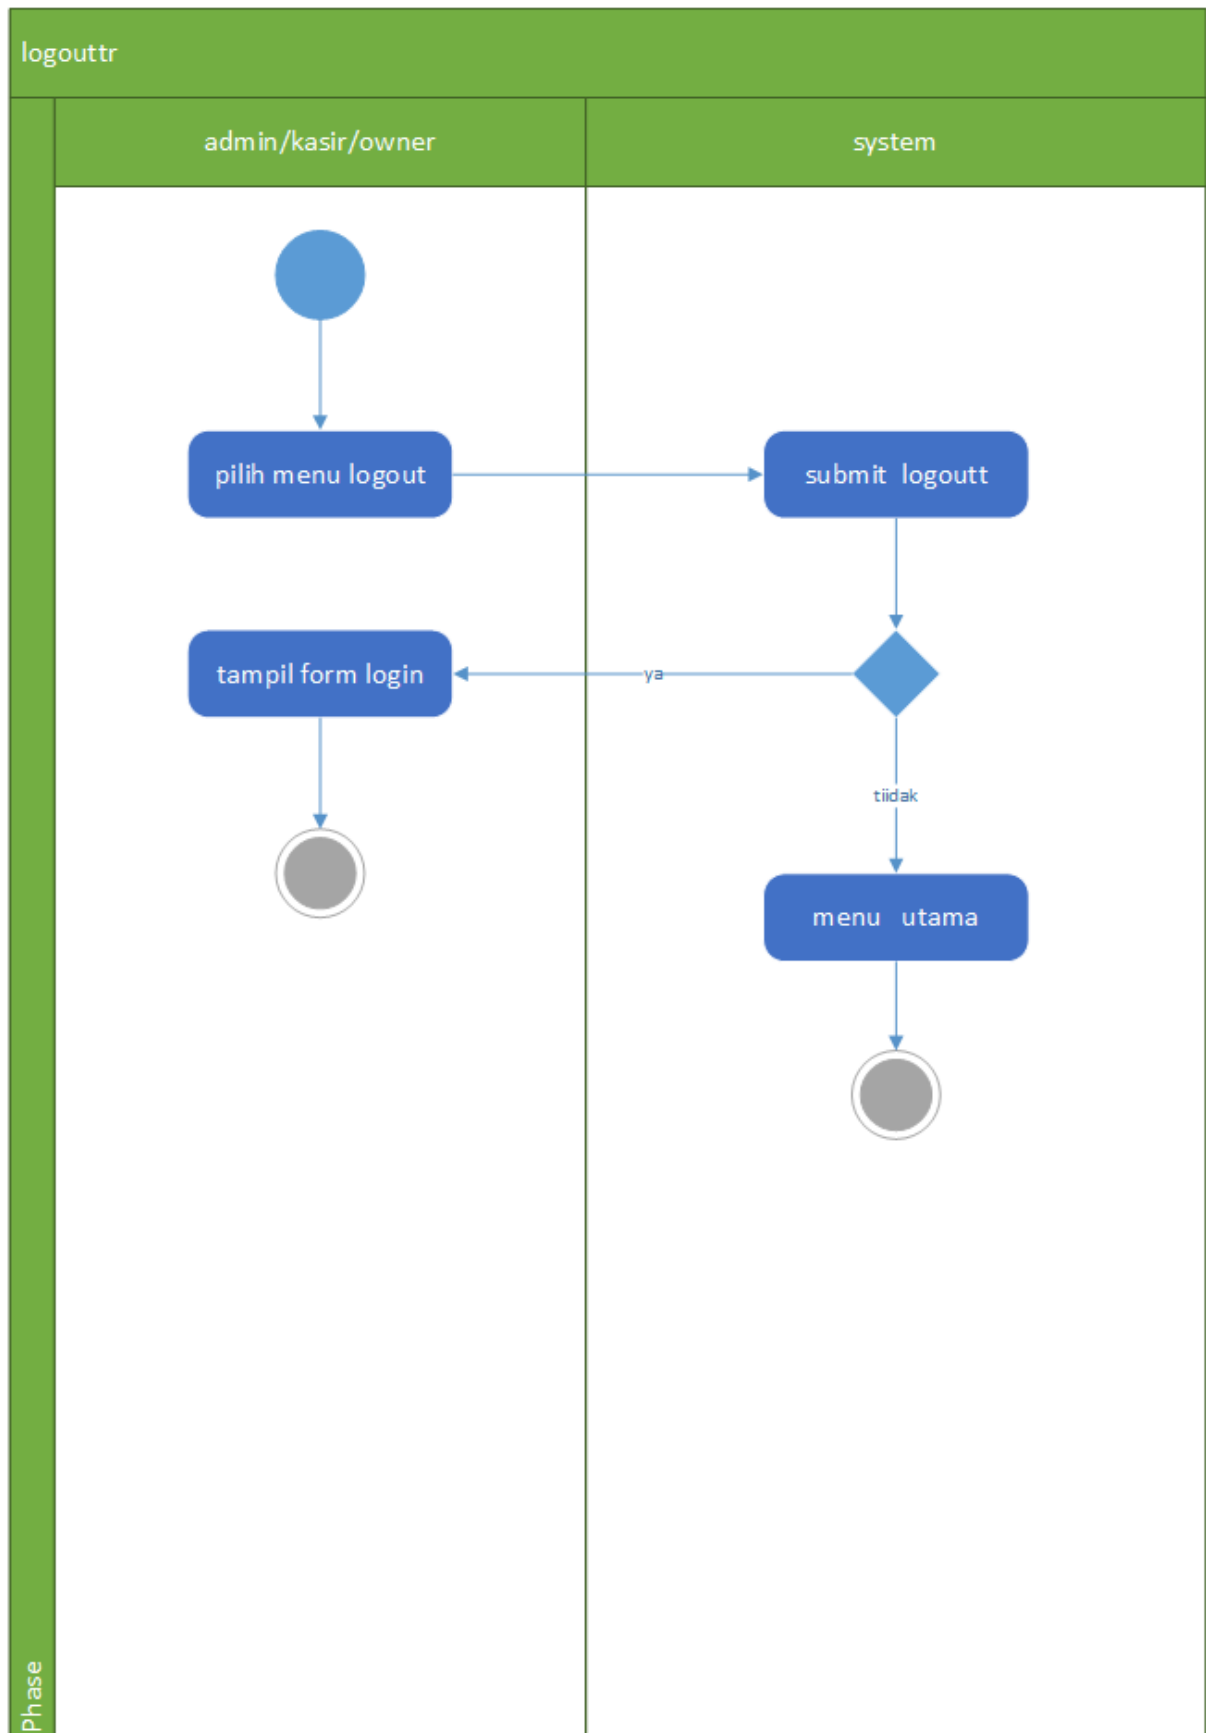 logouttr
admin/kasir/owner
system
pilih menu logout
submit logoutt
tampil form login
ya
tiidak
menu utama
Phase